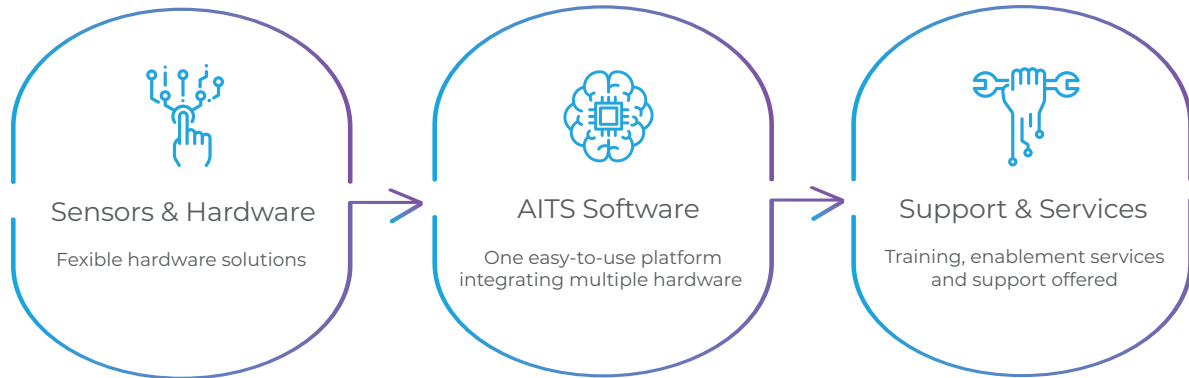 Sensors & Hardware
Fexible hardware solutions
AITS Software
One easy-to-use platform
integrating multiple hardware
Support & Services
Training, enablement services
and support offered